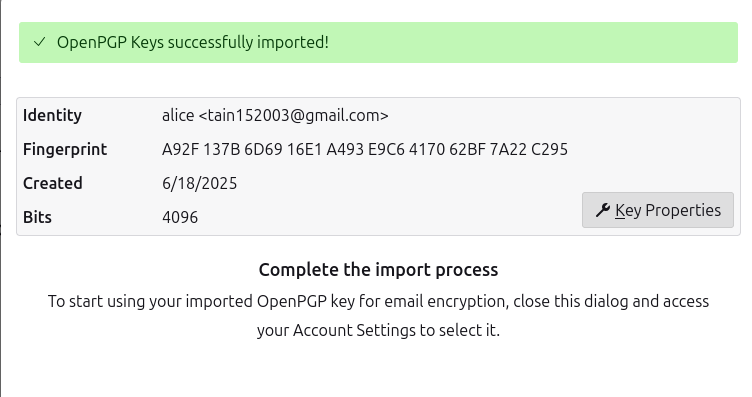 OpenPGP Keys successfully imported!
Identity alice <tain152003@gmail.com>
Fingerprint A92F 137B 6D69 16E1 A493 E9C6 4170 62BF 7A22 C295
Created 6/18/2025
Bits 4096
Key Properties
Complete the import process
To start using your imported OpenPGP key for email encryption, close this dialog and access
your Account Settings to select it.